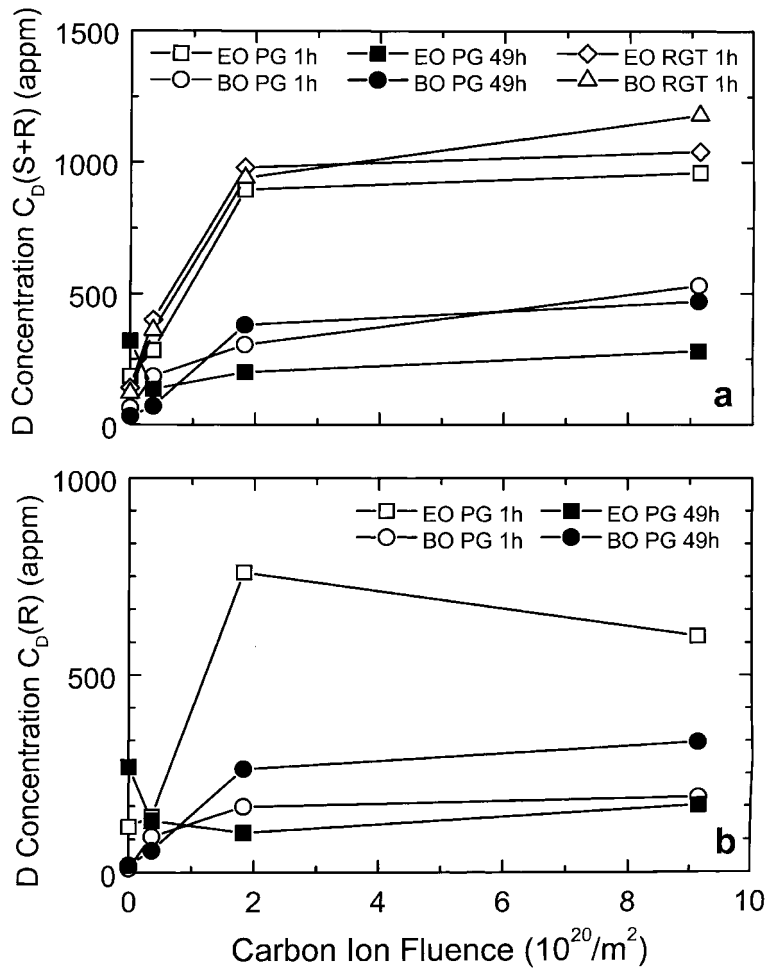 D Concentration C_D(S+R) (appm)
1500
1000
500
0
EO PG 1h EO PG 49h EO RGT 1h
BO PG 1h BO PG 49h BO RGT 1h
a
D Concentration C_D(R) (appm)
1000
500
0
EO PG 1h EO PG 49h
BO PG 1h BO PG 49h
b
0 2 4 6 8 10
Carbon Ion Fluence (10^20/m^2)